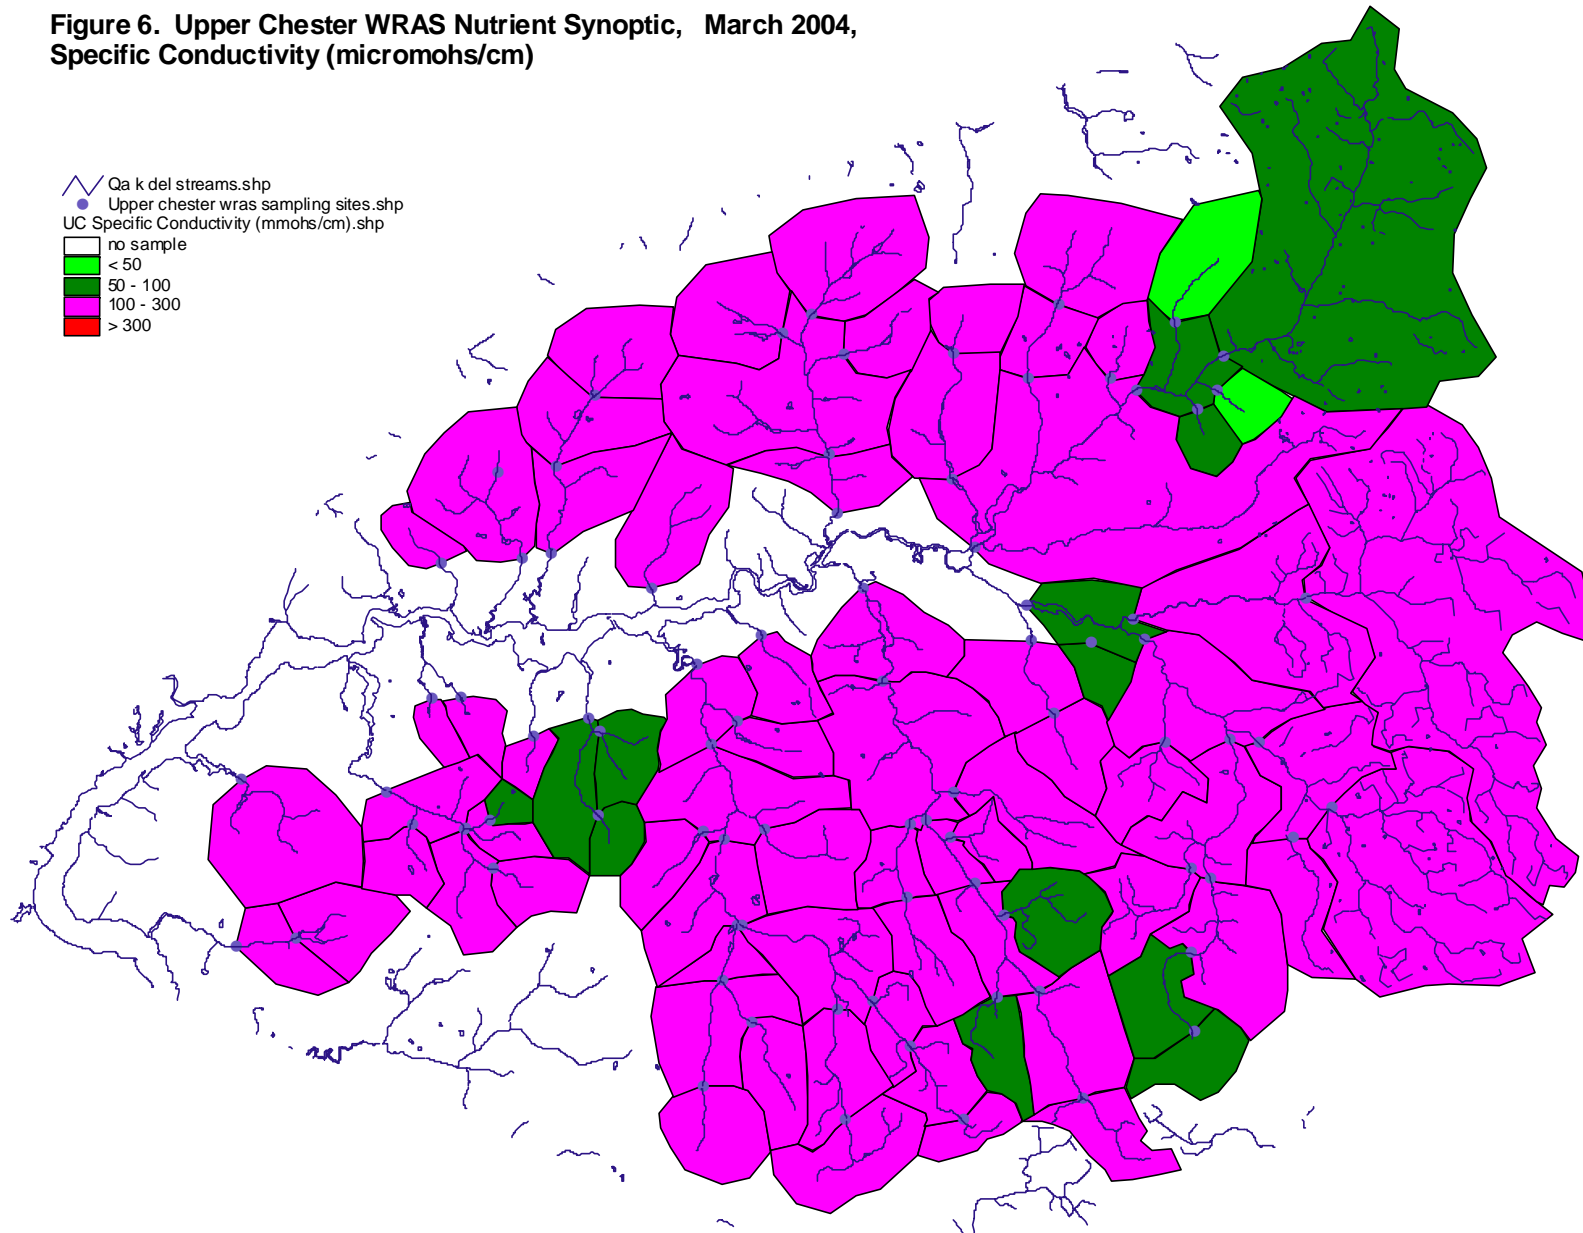 Figure 6. Upper Chester WRAS Nutrient Synoptic, March 2004,
Specific Conductivity (micromohs/cm)
Qa k del streams.shp
Upper chester wras sampling sites.shp
UC Specific Conductivity (mmohs/cm).shp
no sample
< 50
50 - 100
100 - 300
> 300